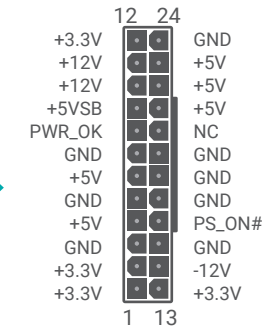 12 24
+3.3V GND
+12V +5V
+12V +5V
+5VSB +5V
PWR_OK NC
GND GND
+5V GND
GND GND
+5V PS_ON#
GND GND
+3.3V -12V
+3.3V +3.3V
1 13